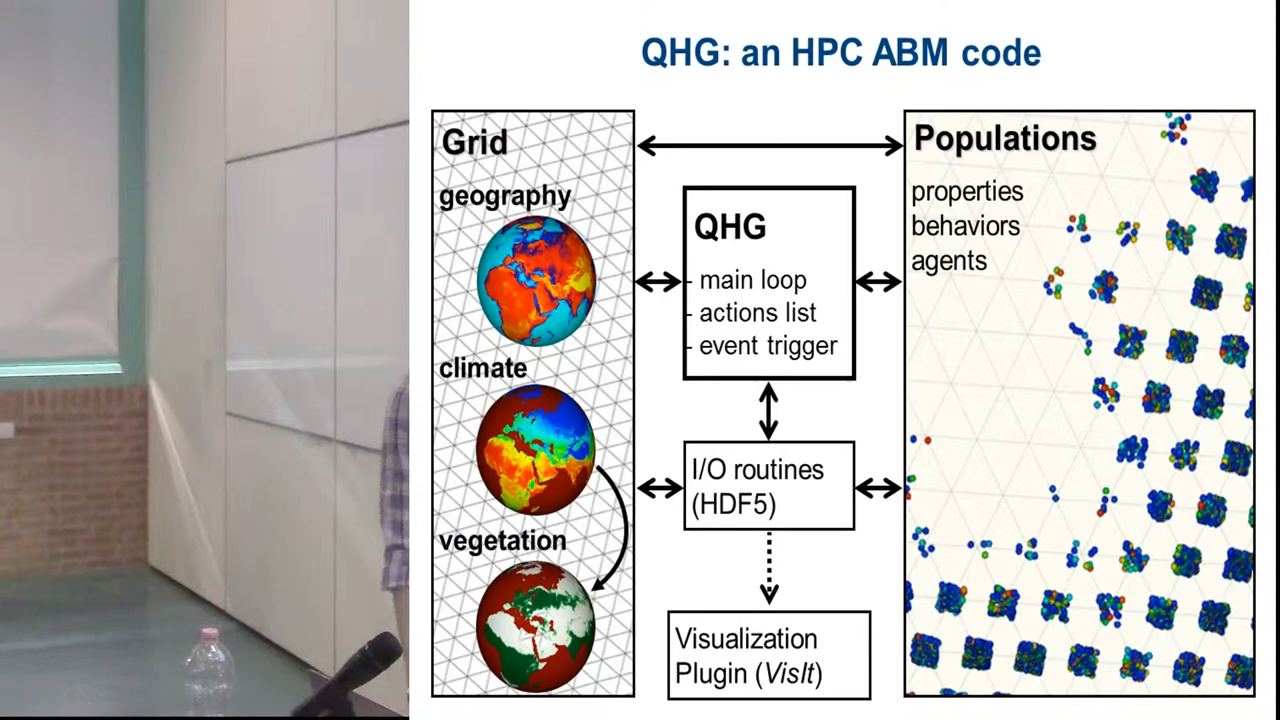 QHG: an HPC ABM code
Grid
geography
climate
vegetation
QHG
- main loop
- actions list
- event trigger
I/O routines
(HDF5)
Visualization
Plugin (VisIt)
Populations
properties
behaviors
agents